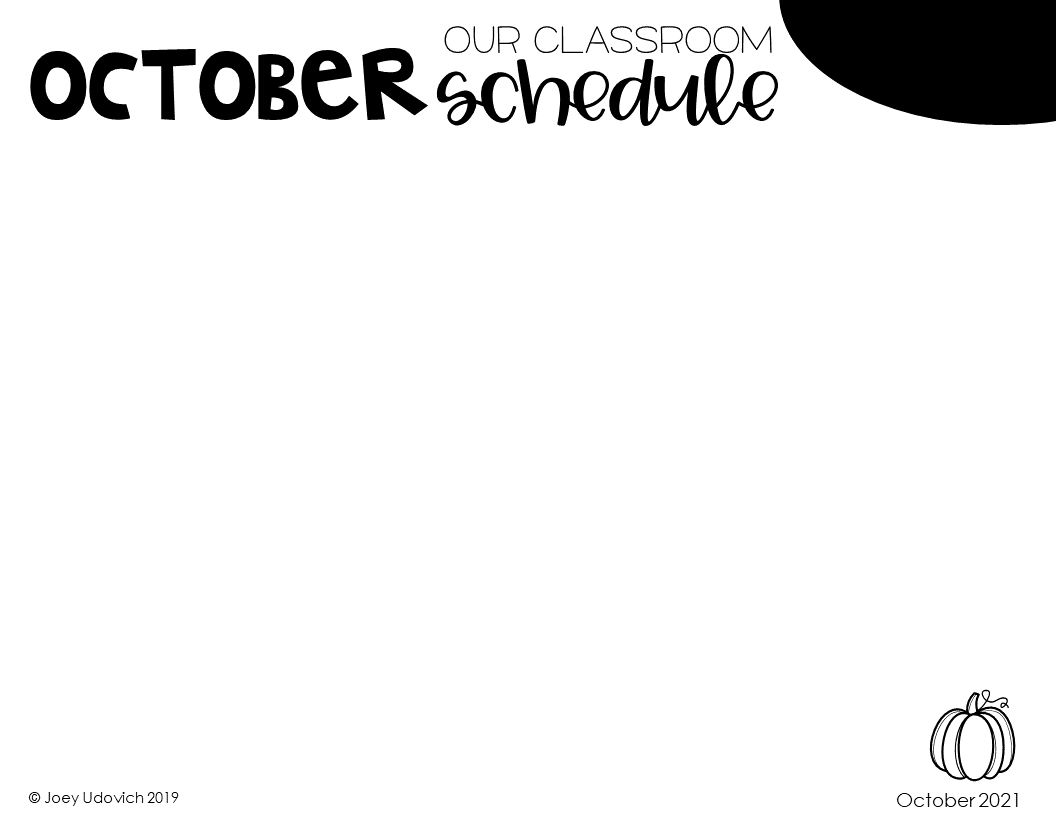 OCTOBER
OUR CLASSROOM
schedule
© Joey Udovich 2019
October 2021